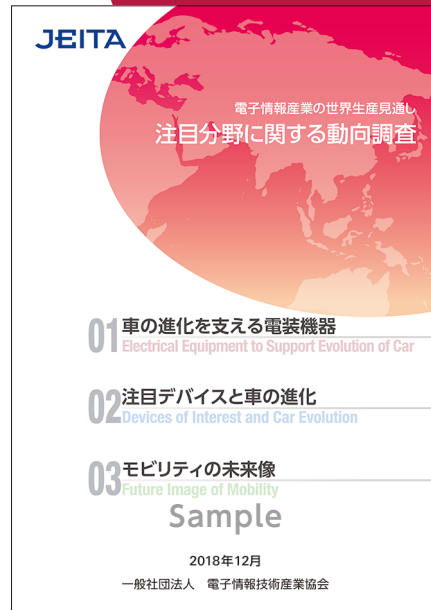 JEITA
電子情報産業の世界生産見通し
注目分野に関する動向調査
01 車の進化を支える電装機器
Electrical Equipment to Support Evolution of Car
02 注目デバイスと車の進化
Devices of Interest and Car Evolution
03 モビリティの未来像
Future Image of Mobility
Sample
2018年12月
一般社団法人 電子情報技術産業協会